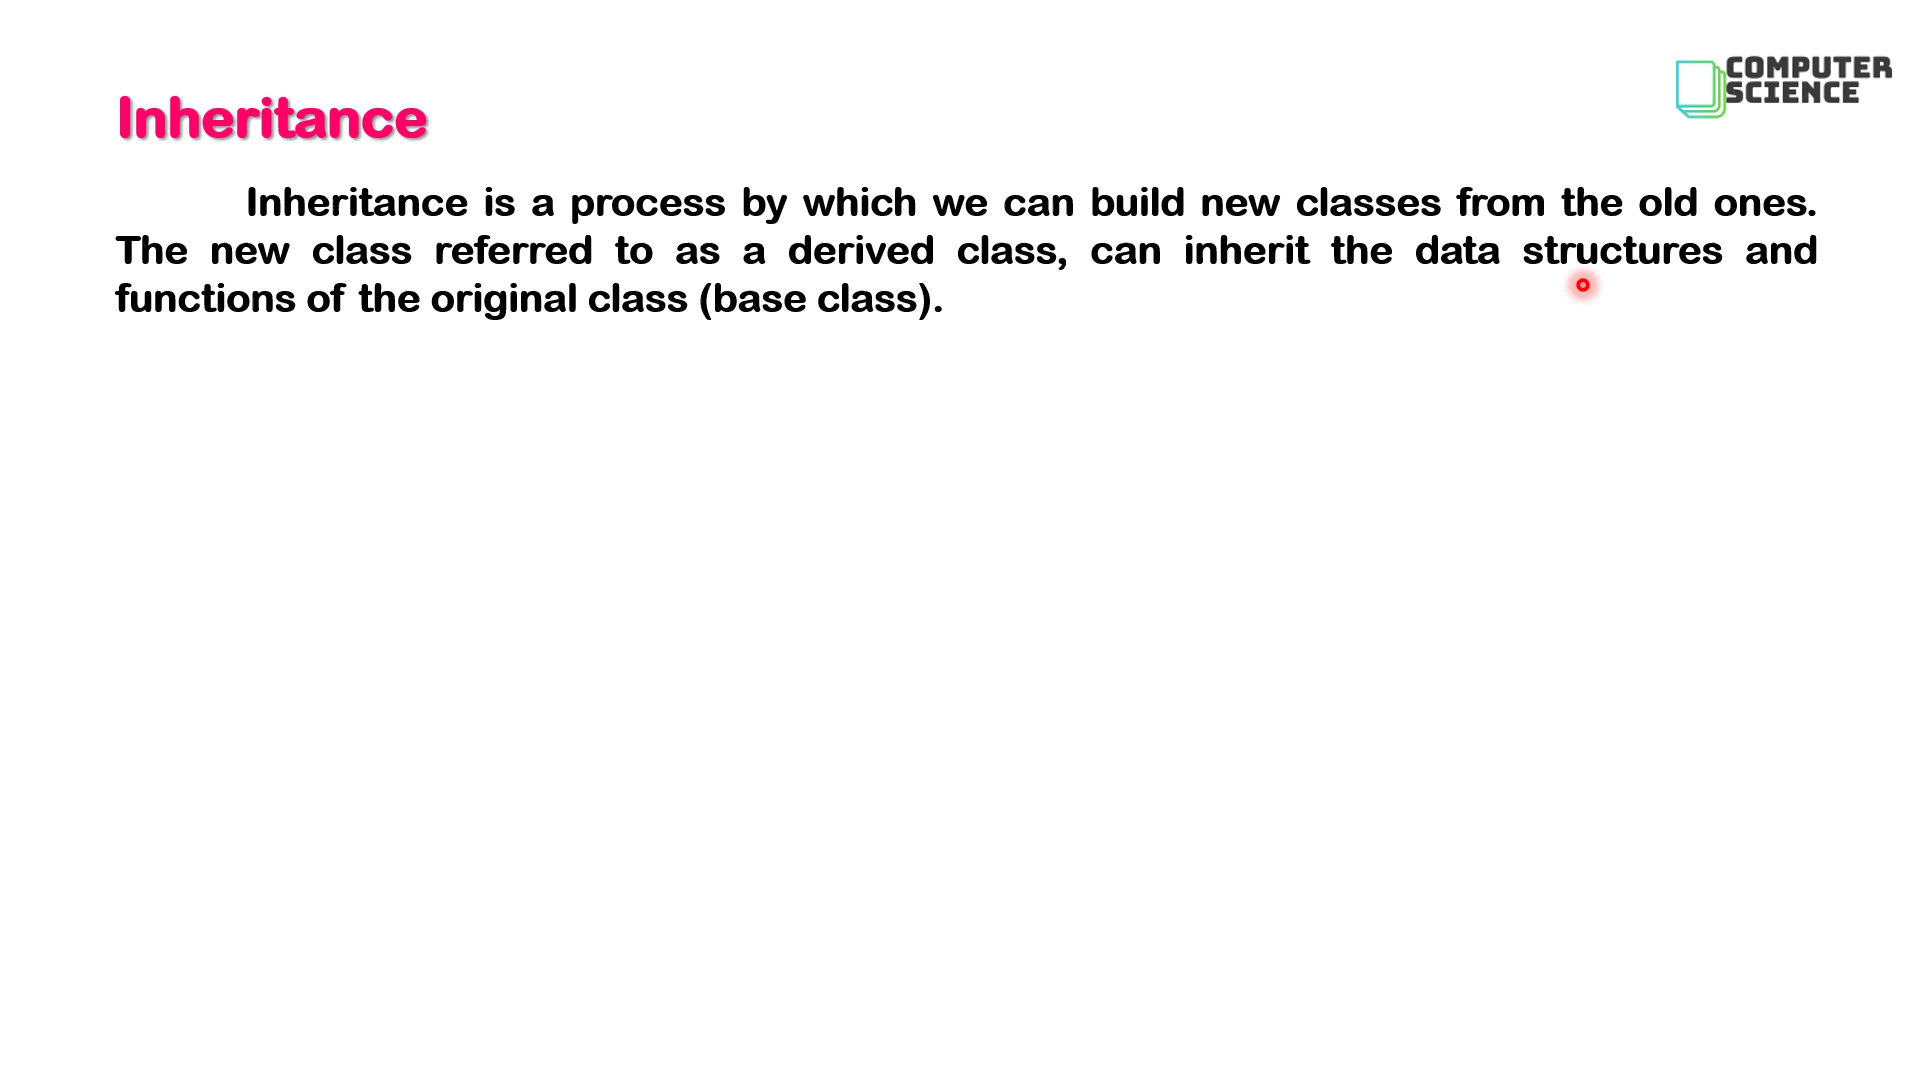 COMPUTER
SCIENCE
Inheritance
Inheritance is a process by which we can build new classes from the old ones.
The new class referred to as a derived class, can inherit the data structures and
functions of the original class (base class).